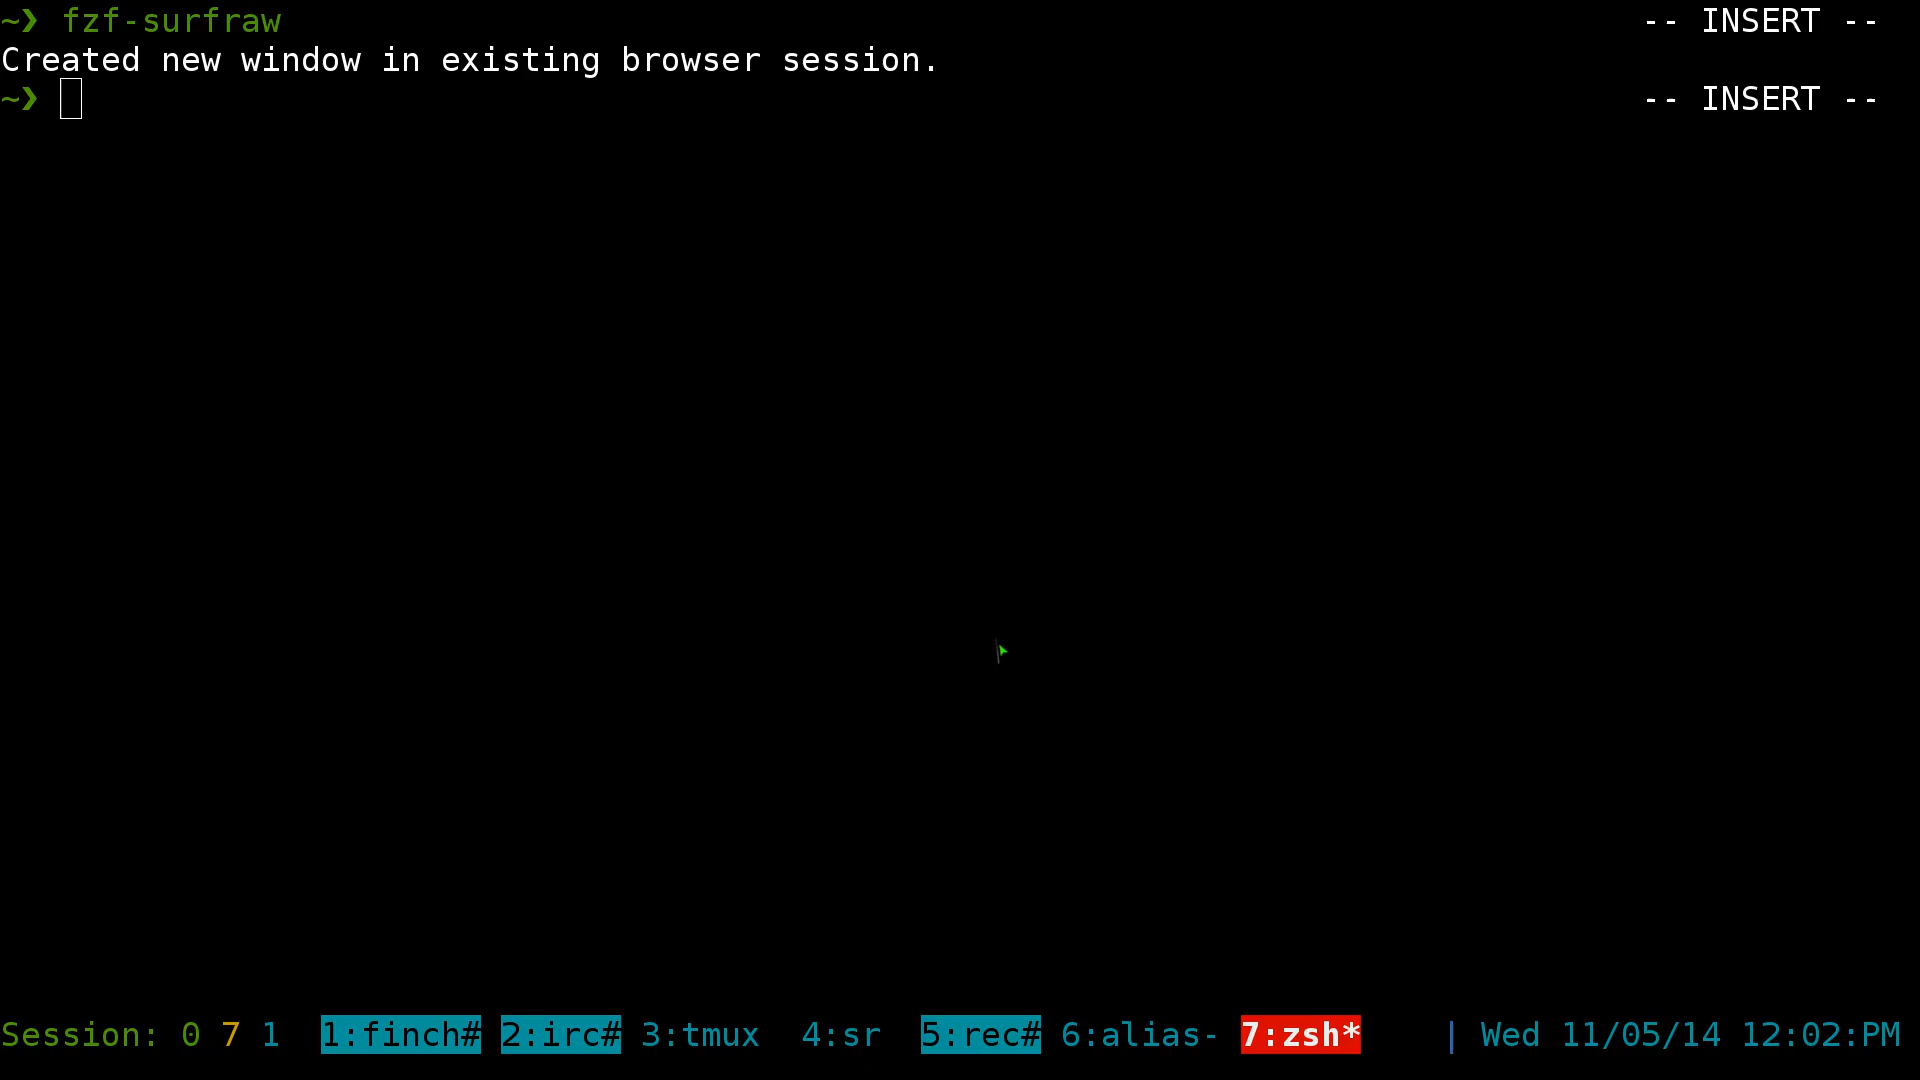 ~❯ fzf-surfraw -- INSERT --
Created new window in existing browser session.
~❯ -- INSERT --
Session: 0 7 1 1:finch# 2:irc# 3:tmux 4:sr 5:rec# 6:alias- 7:zsh* | Wed 11/05/14 12:02:PM